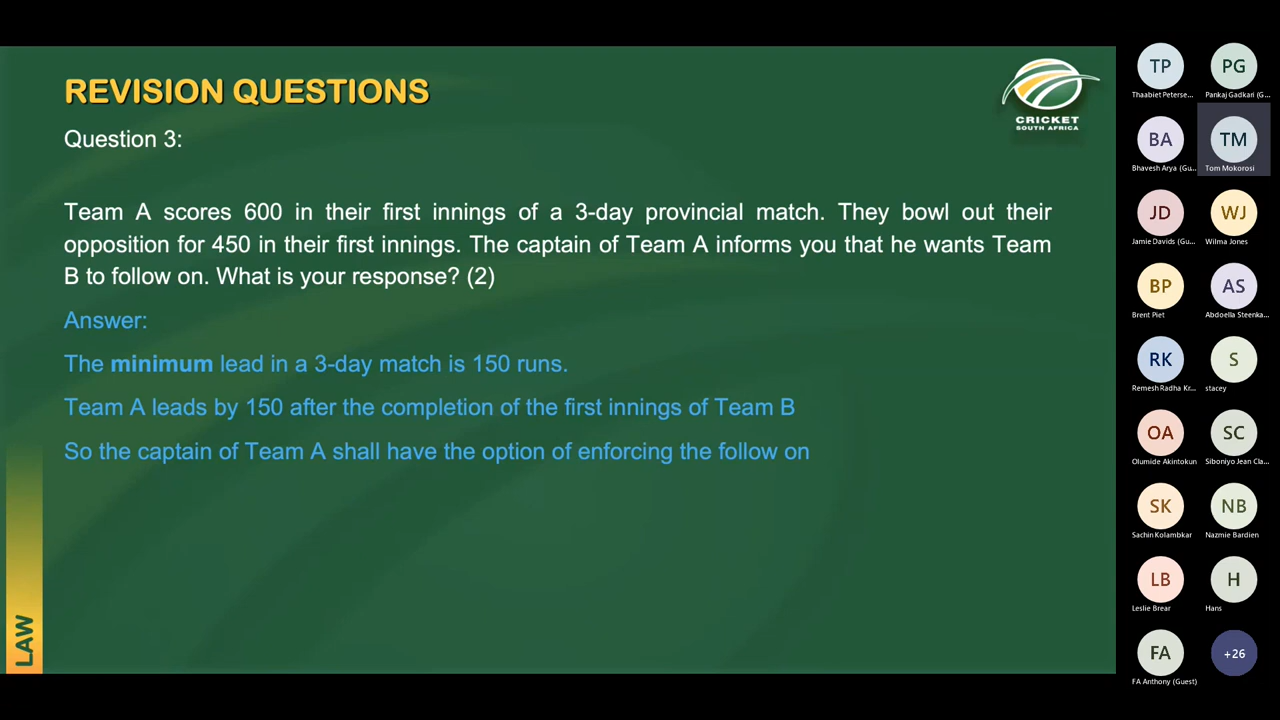 REVISION QUESTIONS
CRICKET
SOUTH AFRICA
Question 3:
Team A scores 600 in their first innings of a 3-day provincial match. They bowl out their
opposition for 450 in their first innings. The captain of Team A informs you that he wants Team
B to follow on. What is your response? (2)
Answer:
The minimum lead in a 3-day match is 150 runs.
Team A leads by 150 after the completion of the first innings of Team B
So the captain of Team A shall have the option of enforcing the follow on
LAW
TP
Thaabiet Peterse...
PG
Pankaj Gadkari (G...
BA
Bhavesh Arya (Gu...
TM
Tom Mokorosi
JD
Jamie Davids (Gu...
WJ
Wilma Jones
BP
Brent Piet
AS
Abdoella Steenka...
RK
Remesh Radha Kr...
S
stacey
OA
Olumide Akintokun
SC
Siboniyo Jean Cla...
SK
Sachin Kolambkar
NB
Nazmie Bardien
LB
Leslie Brear
H
Hans
FA
FA Anthony (Guest)
+26